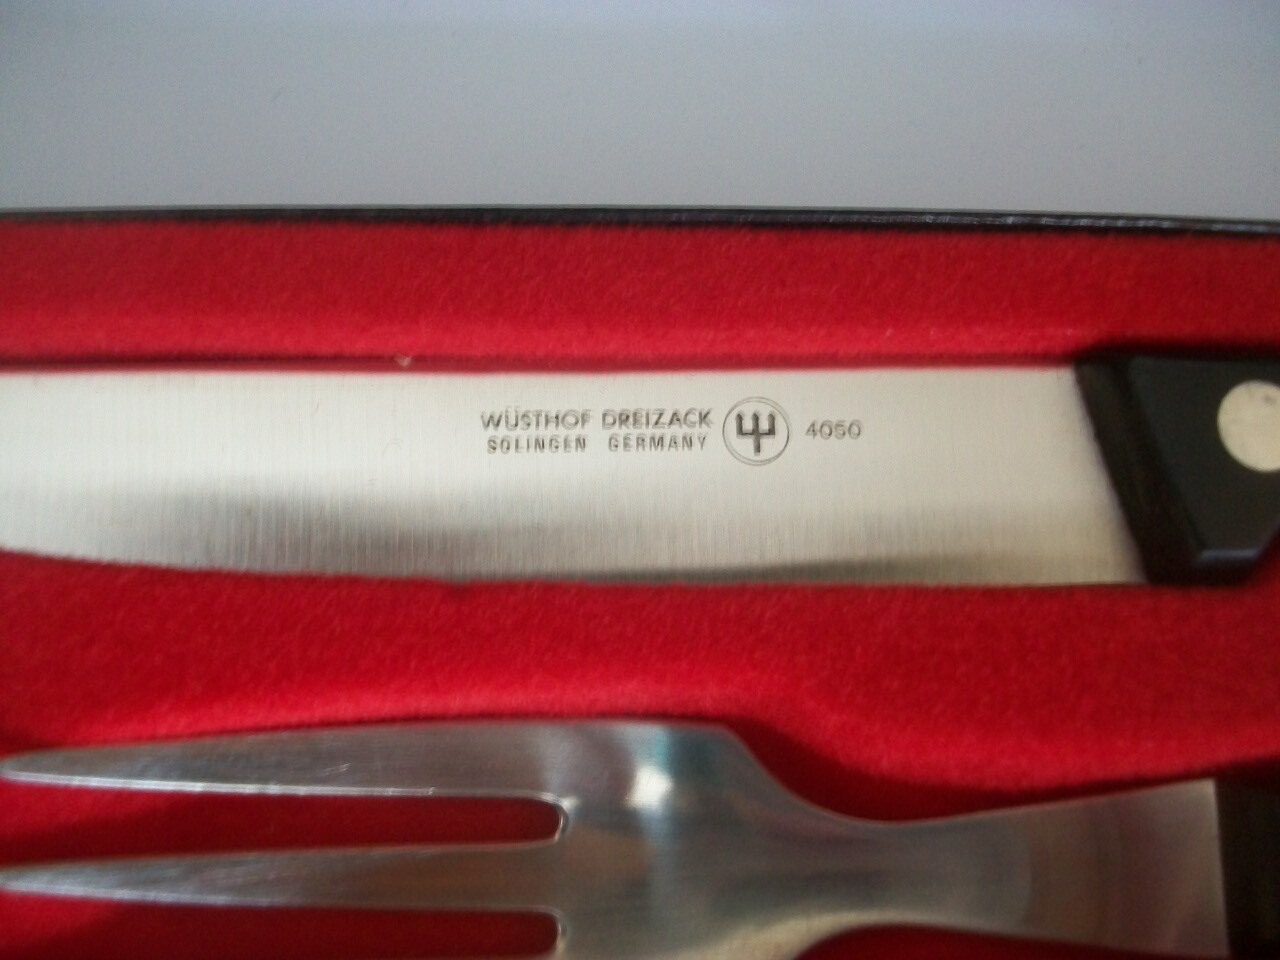 WÜSTHOF DREIZACK 4050
SOLINGEN GERMANY